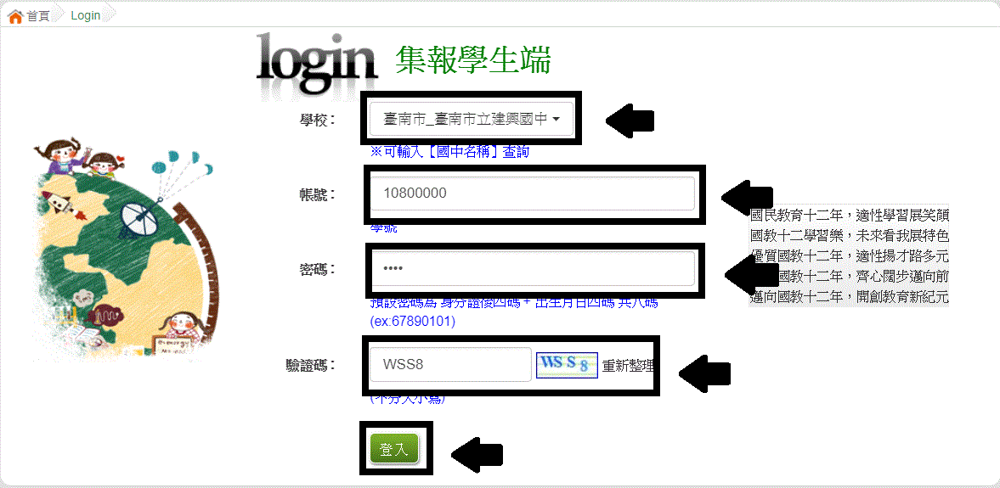 首頁 Login
login 集報學生端
學校：
臺南市_臺南市立建興國中
※可輸入【國中名稱】查詢
帳號：
10800000
學號
密碼：
••••
預設密碼為 身分證後四碼 + 出生月日四碼 共八碼
(ex:67890101)
驗證碼：
WSS8 WSS8 重新整理
(不分大小寫)
登入
國民教育十二年，適性學習展笑顏
國教十二學習樂，未來看我展特色
優質國教十二年，適性揚才路多元
國教十二年，齊心闊步邁向前
邁向國教十二年，開創教育新紀元